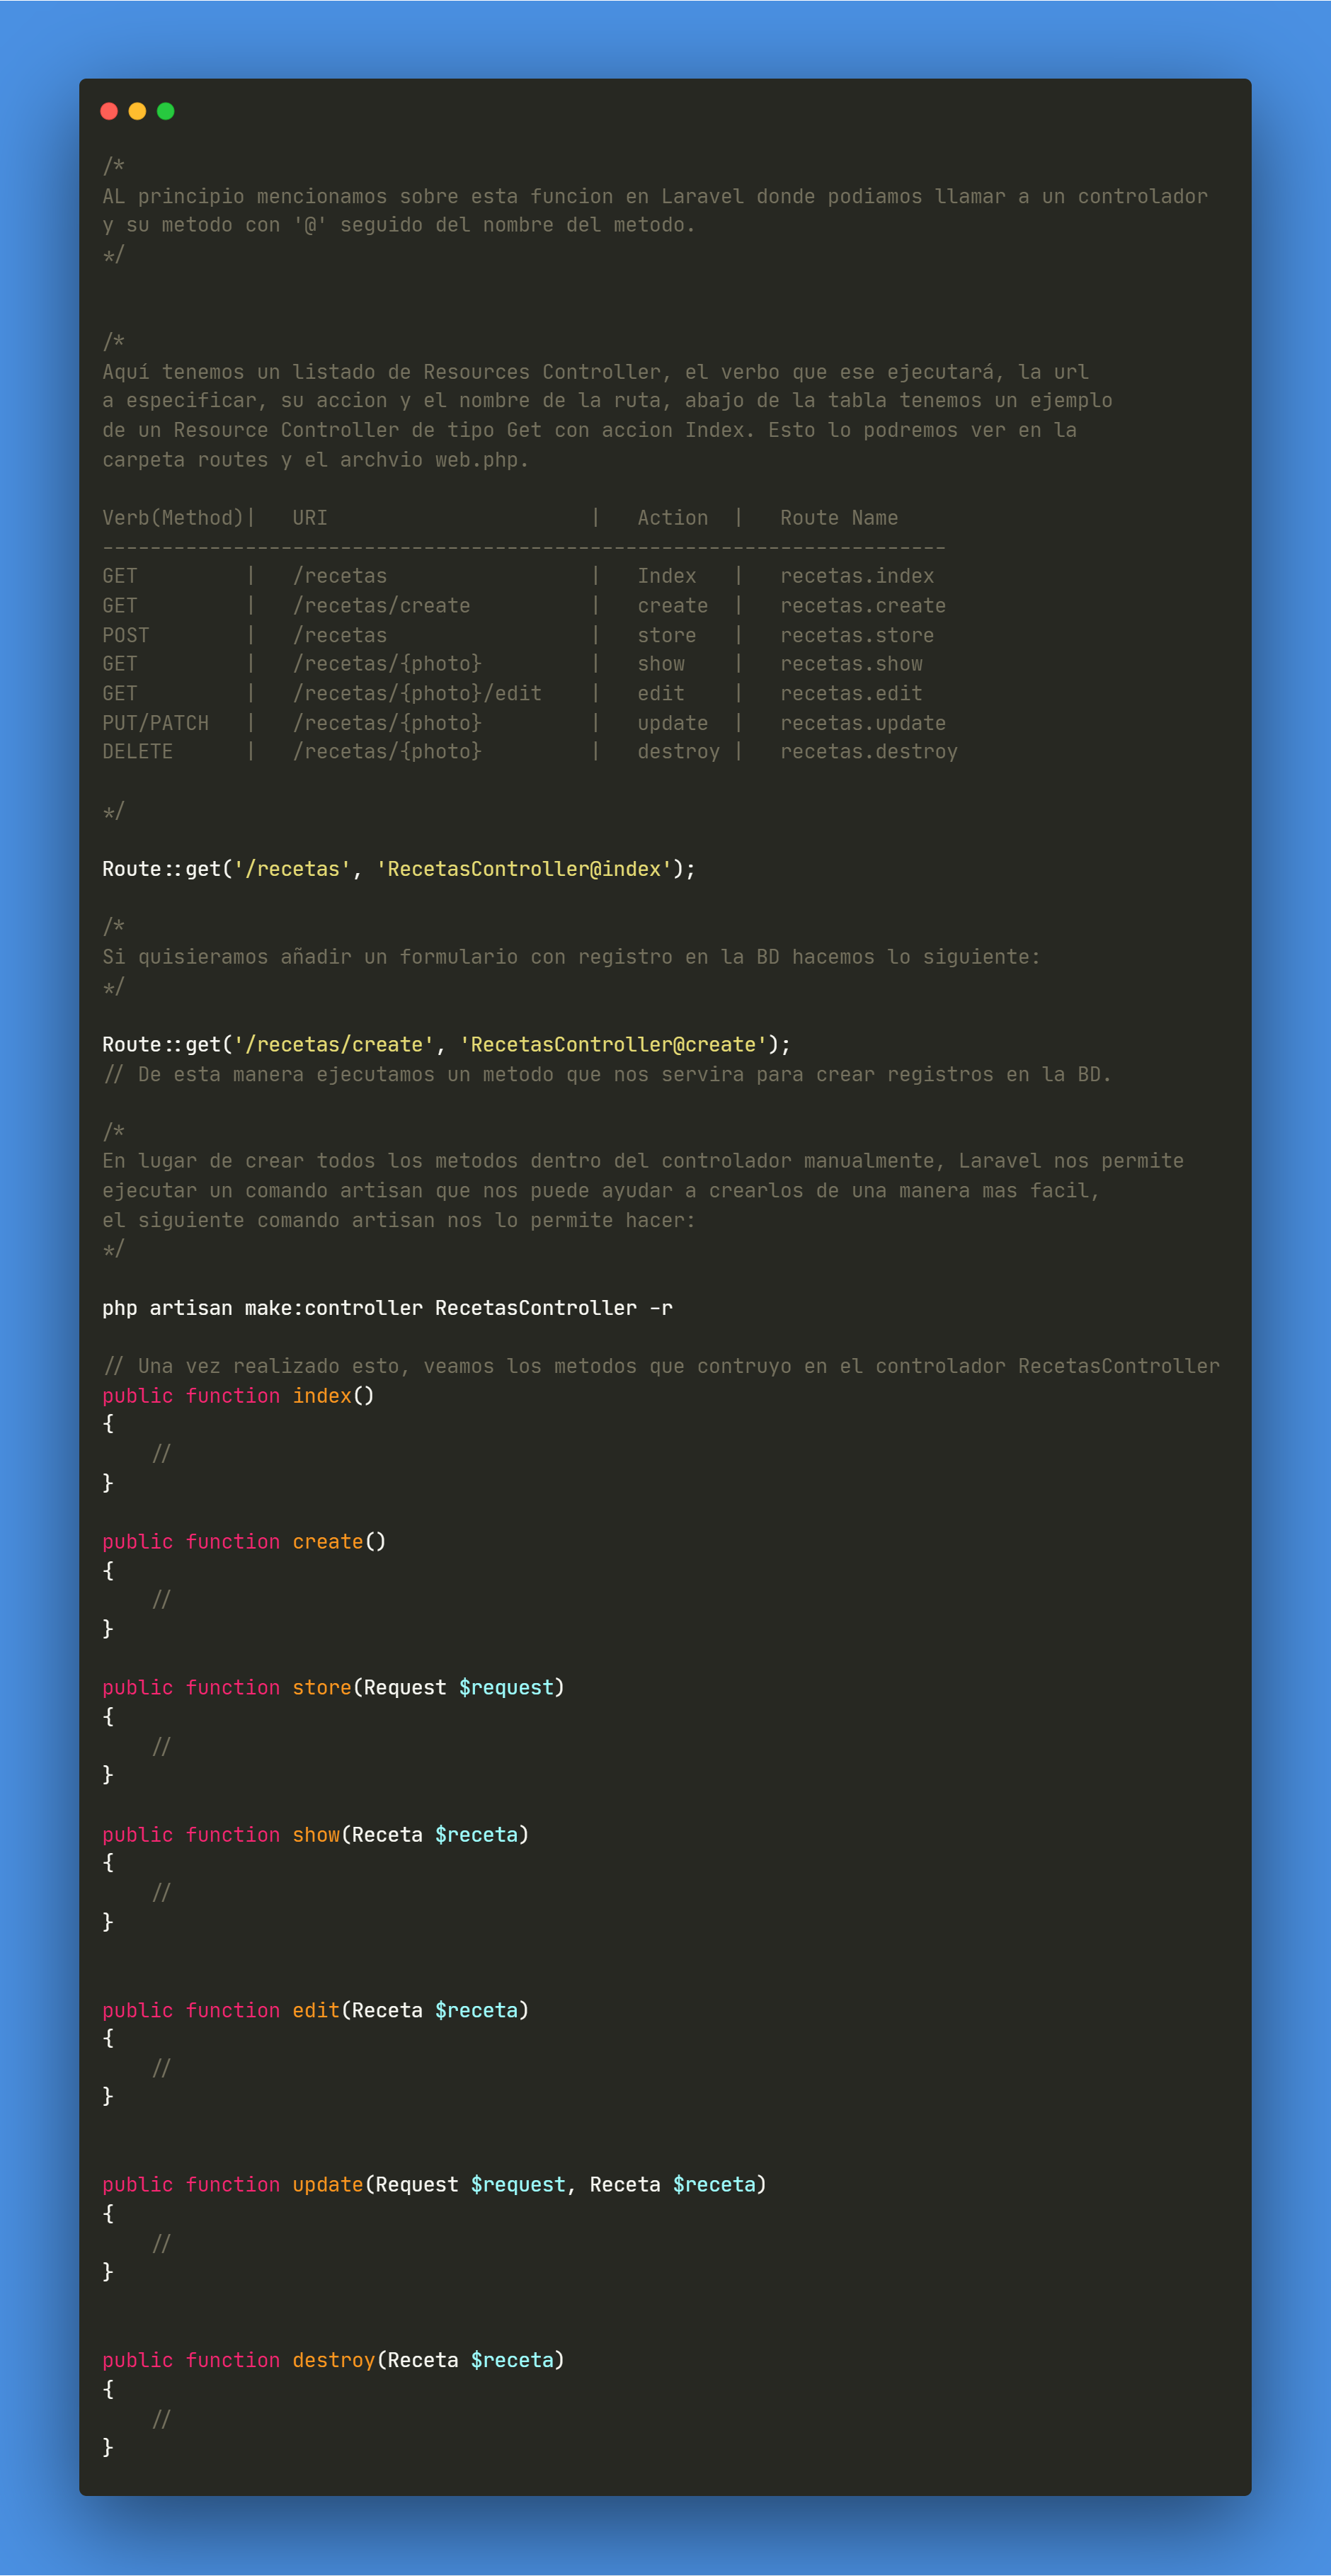 /*
AL principio mencionamos sobre esta funcion en Laravel donde podiamos llamar a un controlador
y su metodo con '@' seguido del nombre del metodo.
*/
/*
Aquí tenemos un listado de Resources Controller, el verbo que ese ejecutará, la url
a especificar, su accion y el nombre de la ruta, abajo de la tabla tenemos un ejemplo
de un Resource Controller de tipo Get con accion Index. Esto lo podremos ver en la
carpeta routes y el archvio web.php.
Verb(Method)|   URI                      |   Action  |   Route Name
-----------------------------------------------------------------------
GET         |   /recetas                 |   Index   |   recetas.index
GET         |   /recetas/create          |   create  |   recetas.create
POST        |   /recetas                 |   store   |   recetas.store
GET         |   /recetas/{photo}         |   show    |   recetas.show
GET         |   /recetas/{photo}/edit    |   edit    |   recetas.edit
PUT/PATCH   |   /recetas/{photo}         |   update  |   recetas.update
DELETE      |   /recetas/{photo}         |   destroy |   recetas.destroy
*/
Route::get('/recetas', 'RecetasController@index');
/*
Si quisieramos añadir un formulario con registro en la BD hacemos lo siguiente:
*/
Route::get('/recetas/create', 'RecetasController@create');
// De esta manera ejecutamos un metodo que nos servira para crear registros en la BD.
/*
En lugar de crear todos los metodos dentro del controlador manualmente, Laravel nos permite
ejecutar un comando artisan que nos puede ayudar a crearlos de una manera mas facil,
el siguiente comando artisan nos lo permite hacer:
*/
php artisan make:controller RecetasController -r
// Una vez realizado esto, veamos los metodos que contruyo en el controlador RecetasController
public function index()
{
    //
}
public function create()
{
    //
}
public function store(Request $request)
{
    //
}
public function show(Receta $receta)
{
    //
}
public function edit(Receta $receta)
{
    //
}
public function update(Request $request, Receta $receta)
{
    //
}
public function destroy(Receta $receta)
{
    //
}